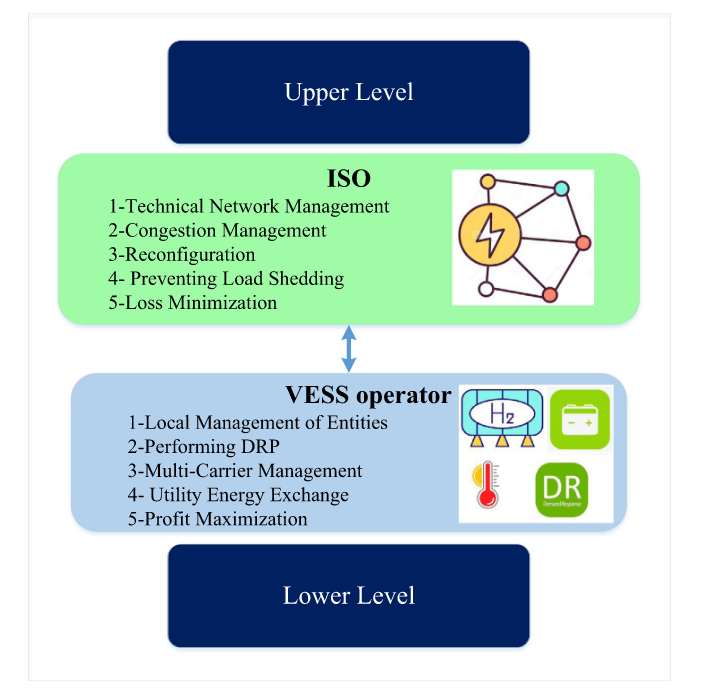 Upper Level
ISO
1-Technical Network Management
2-Congestion Management
3-Reconfiguration
4- Preventing Load Shedding
5-Loss Minimization
VESS operator
1-Local Management of Entities
2-Performing DRP
3-Multi-Carrier Management
4- Utility Energy Exchange
5-Profit Maximization
H2
DR
Demand Response
Lower Level